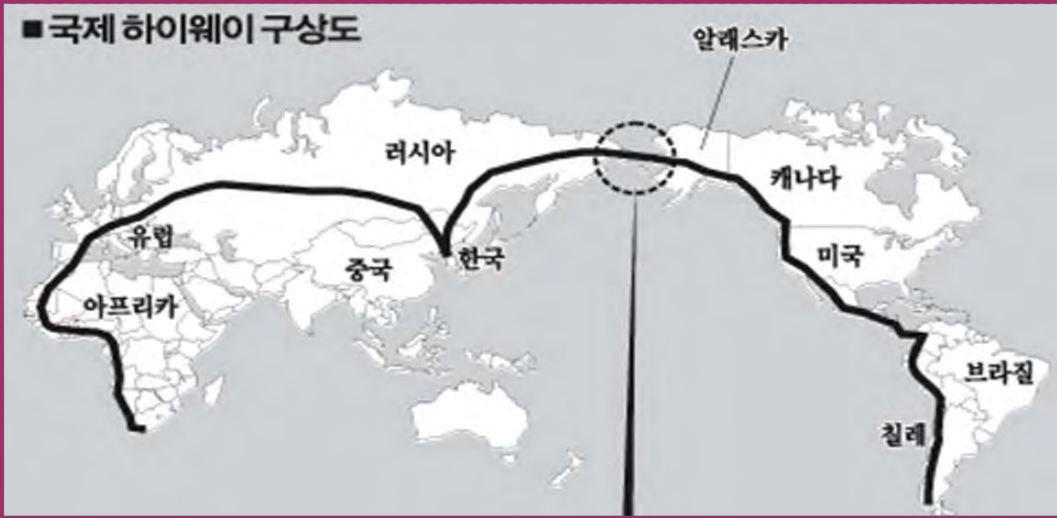 ■ 국제 하이웨이 구상도
알래스카
러시아
캐나다
유럽
한국
미국
중국
아프리카
브라질
칠레